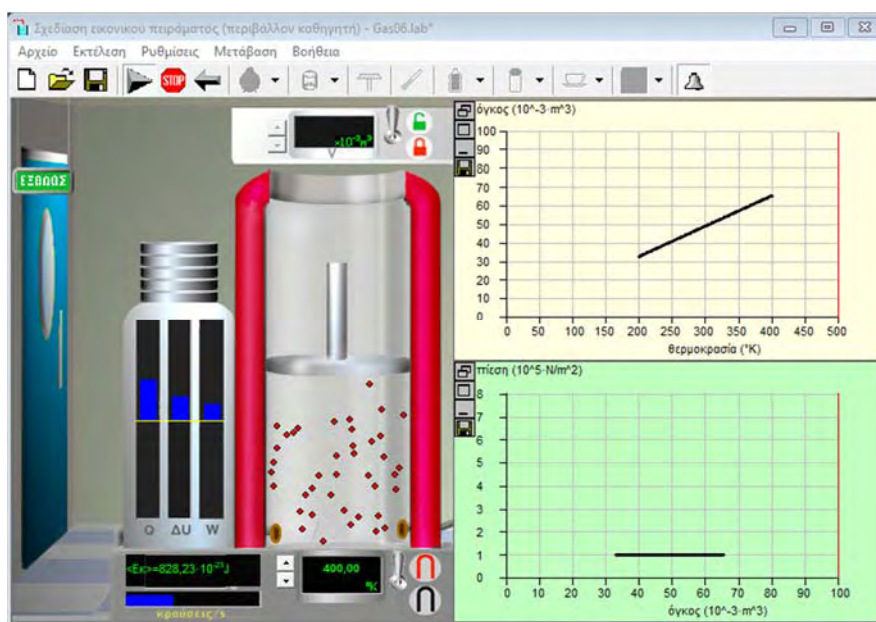 Σχεδίαση εικονικού πειράματος (περιβάλλον καθηγητή) - Gas06.lab*
Αρχείο Εκτέλεση Ρυθμίσεις Μετάβαση Βοήθεια
STOP
×10⁻³m³
ΕΞΟΔΟΣ
Q ΔU W
<Εκ>=828,23·10⁻²³J
κρούσεις/s
400,00
°K
όγκος (10^-3·m^3)
100
90
80
70
60
50
40
30
20
10
0
0 50 100 150 200 250 300 350 400 450 500
θερμοκρασία (°K)
πίεση (10^5·N/m^2)
8
7
6
5
4
3
2
1
0
0 10 20 30 40 50 60 70 80 90 100
όγκος (10^-3·m^3)